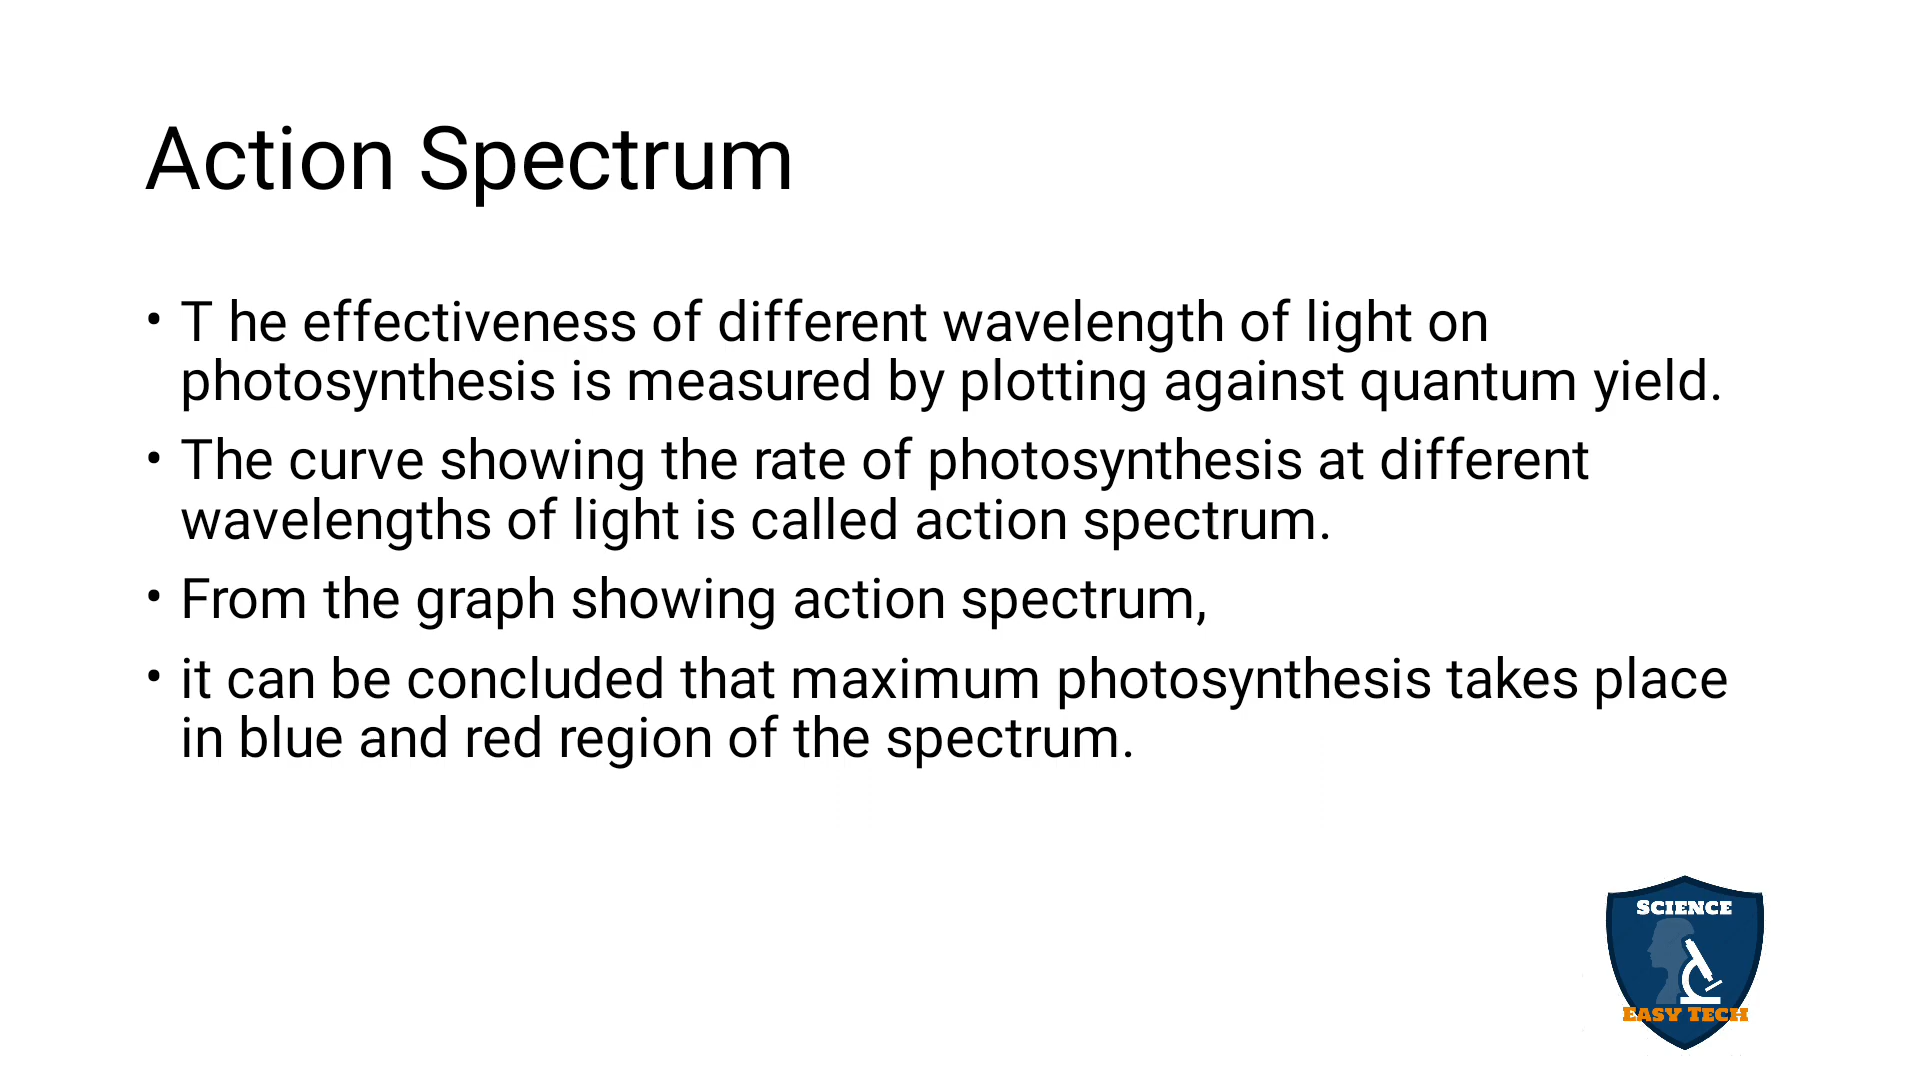 Action Spectrum
• T he effectiveness of different wavelength of light on
photosynthesis is measured by plotting against quantum yield.
• The curve showing the rate of photosynthesis at different
wavelengths of light is called action spectrum.
• From the graph showing action spectrum,
• it can be concluded that maximum photosynthesis takes place
in blue and red region of the spectrum.
SCIENCE
EASY TECH